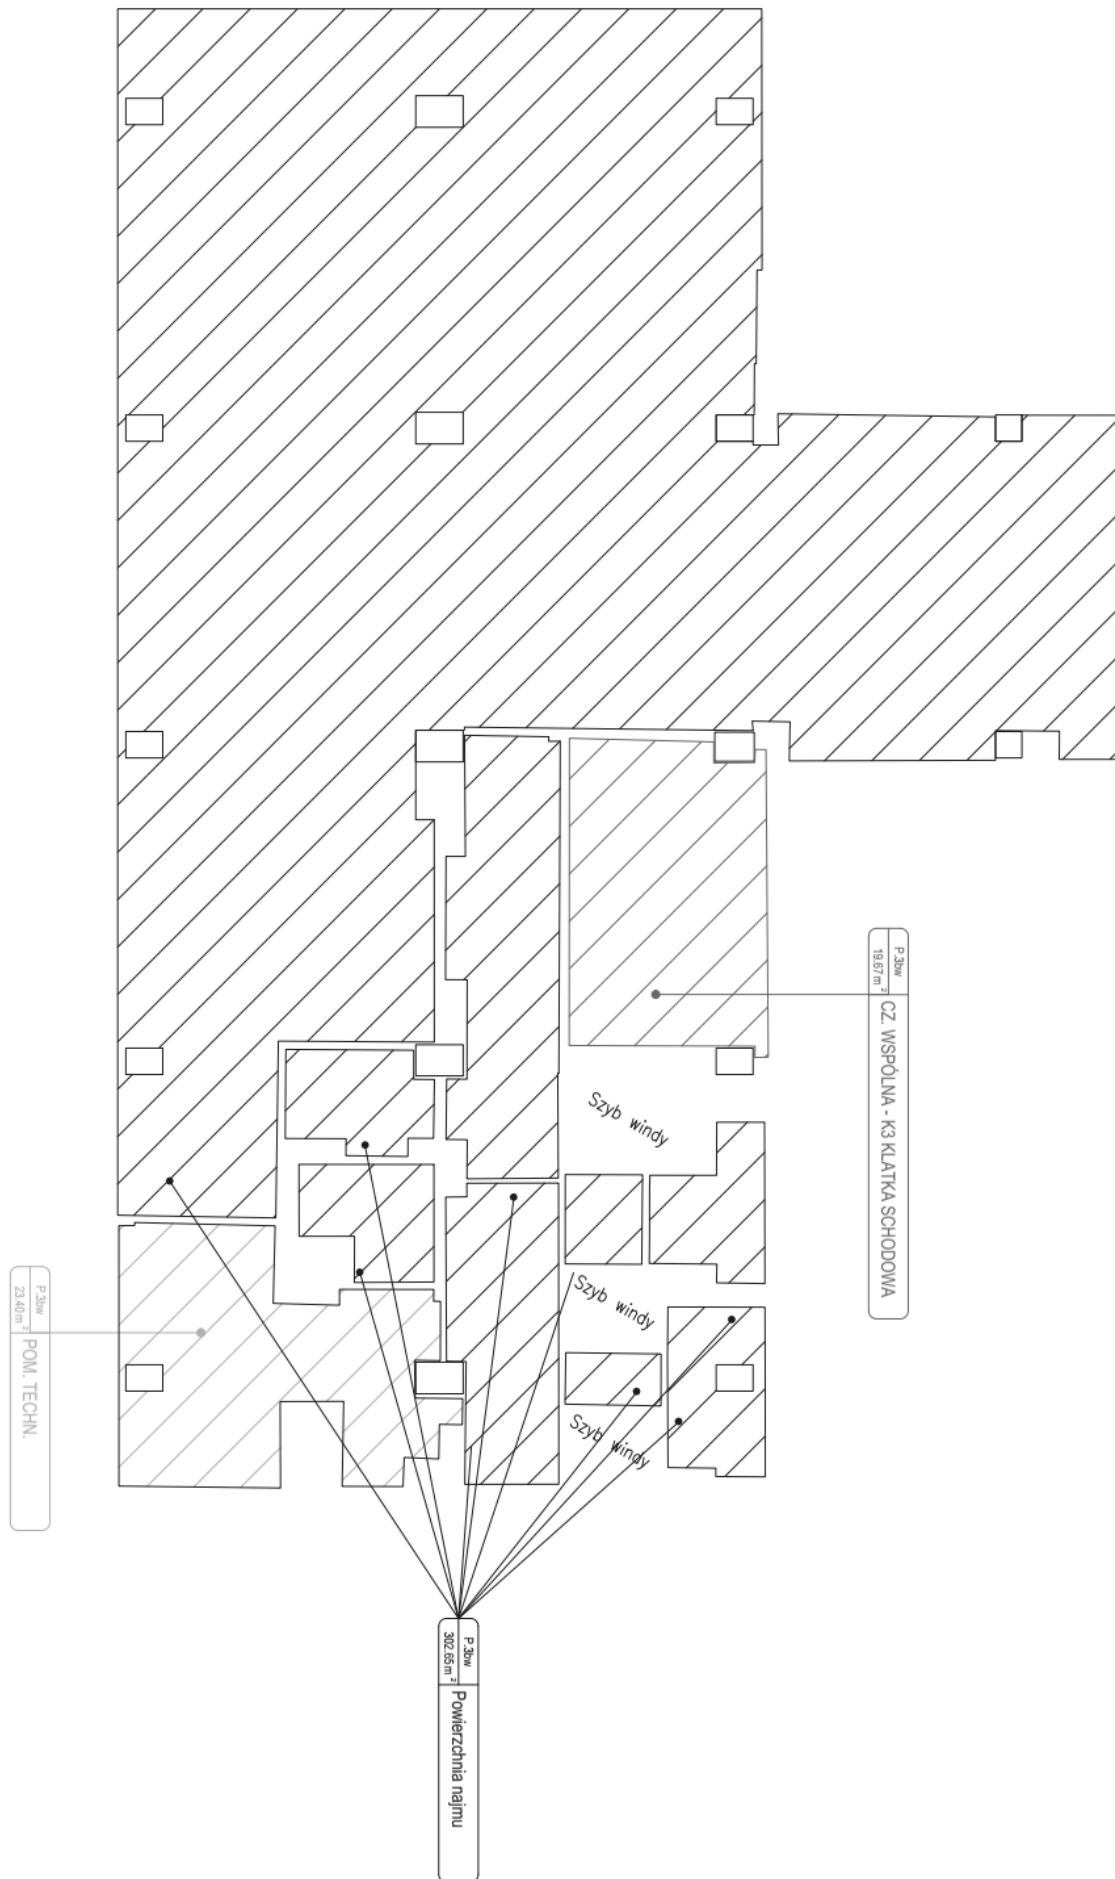 P.3bw
19.67 m²
CZ. WSPÓLNA - K3 KLATKA SCHODOWA
Szyb windy
Szyb windy
Szyb windy
P.3bw
23.40 m²
POM. TECHN.
P.3bw
302.65 m²
Powierzchnia najmu